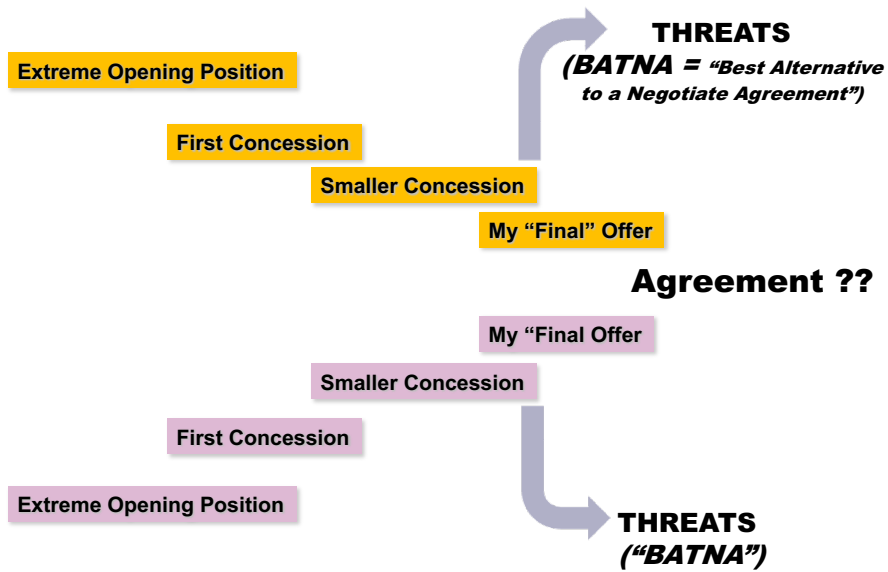 THREATS
(BATNA = “Best Alternative
to a Negotiate Agreement”)
Extreme Opening Position
First Concession
Smaller Concession
My “Final” Offer
Agreement ??
My “Final Offer
Smaller Concession
First Concession
Extreme Opening Position
THREATS
(“BATNA”)